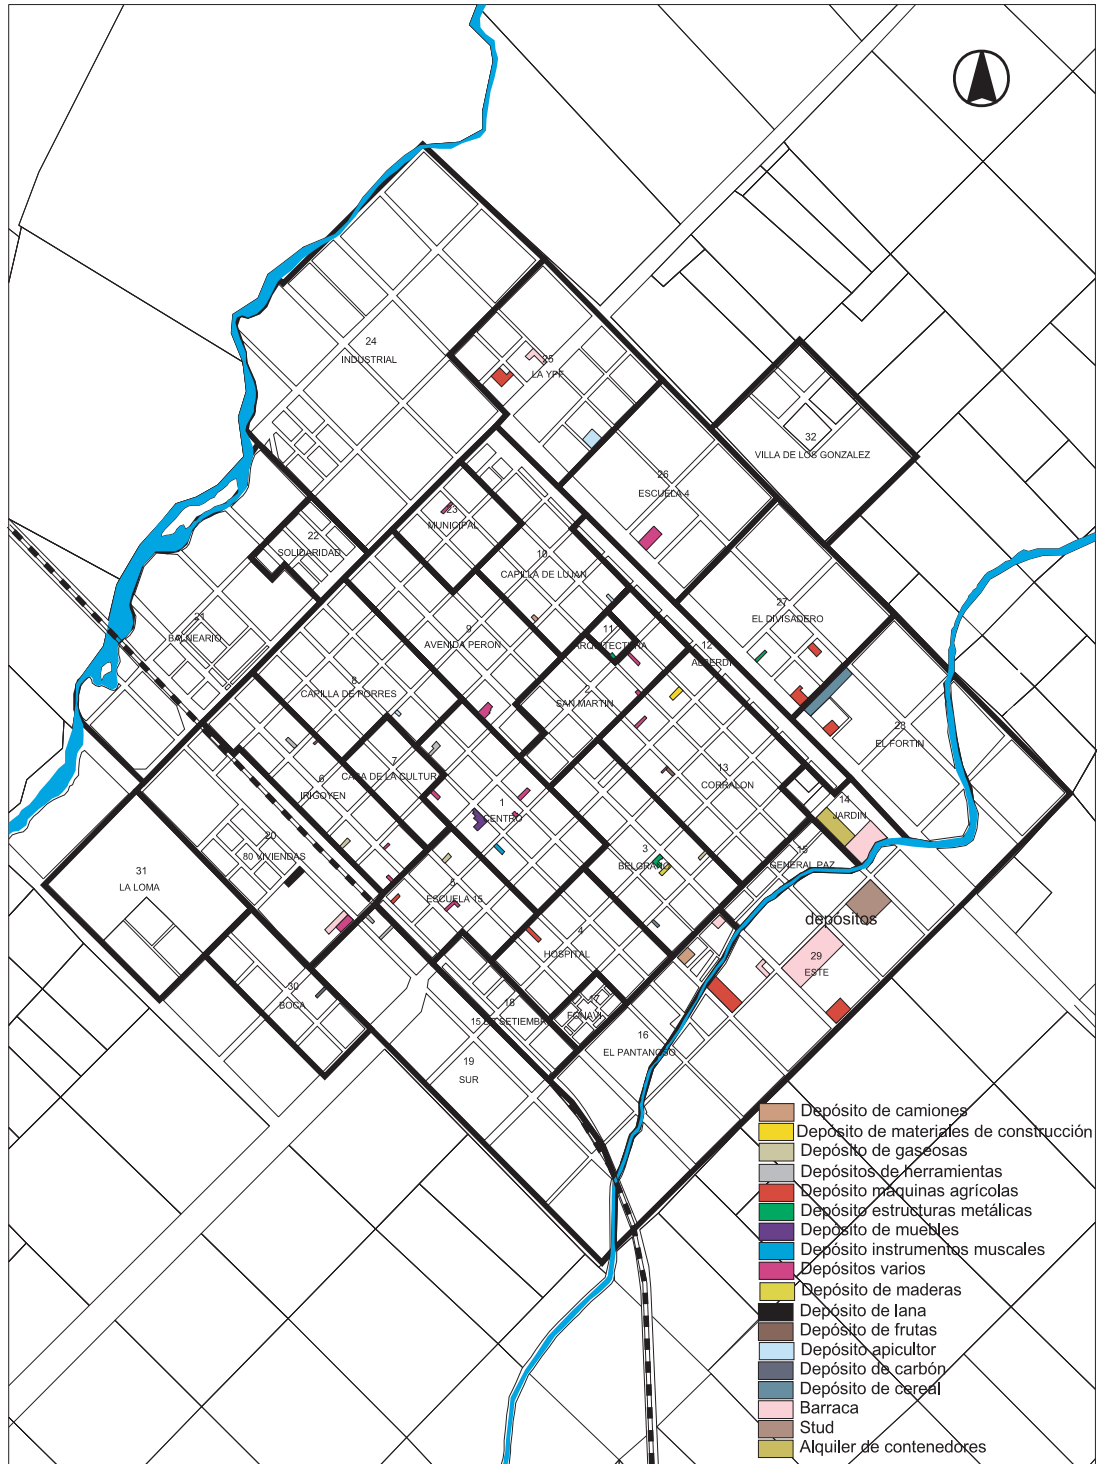 24
INDUSTRIAL
25
LA YPF
32
VILLA DE LOS GONZALEZ
26
ESCUELA 4
23
MUNICIPAL
22
SOLIDARIDAD
10
CAPILLA DE LUJAN
27
EL DIVISADERO
21
BALNEARIO
9
AVENIDA PERON
11
ARQUITECTURA
12
ALBERDI
8
CAPILLA DE PORRES
2
SAN MARTIN
28
EL FORTIN
7
CASA DE LA CULTURA
6
IRIGOYEN
13
CORRALON
1
CENTRO
14
JARDIN
20
80 VIVIENDAS
3
BELGRANO
15
GENERAL PAZ
31
LA LOMA
5
ESCUELA 15
depósitos
4
HOSPITAL
29
ESTE
30
BOCA
18
15 DE SETIEMBRE
17
FONAVI
16
EL PANTANOSO
19
SUR
Depósito de camiones
Depósito de materiales de construcción
Depósito de gaseosas
Depósitos de herramientas
Depósito máquinas agrícolas
Depósito estructuras metálicas
Depósito de muebles
Depósito instrumentos muscales
Depósitos varios
Depósito de maderas
Depósito de lana
Depósito de frutas
Depósito apicultor
Depósito de carbón
Depósito de cereal
Barraca
Stud
Alquiler de contenedores